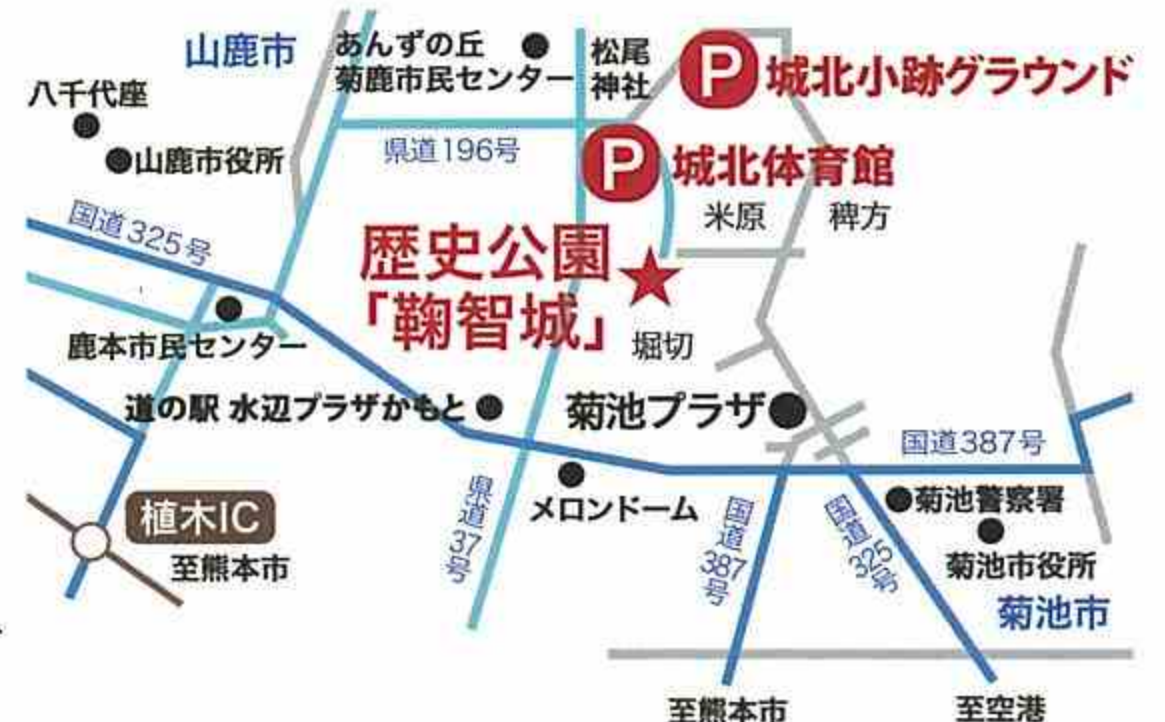 山鹿市
あんずの丘
菊鹿市民センター
松尾
神社
P 城北小跡グラウンド
八千代座
山鹿市役所
県道196号
P 城北体育館
米原
稗方
国道325号
歴史公園
「鞠智城」
堀切
鹿本市民センター
道の駅 水辺プラザかもと
菊池プラザ
国道387号
メロンドーム
県道37号
国道387号
国道325号
菊池警察署
菊池市役所
菊池市
植木IC
至熊本市
至熊本市
至空港